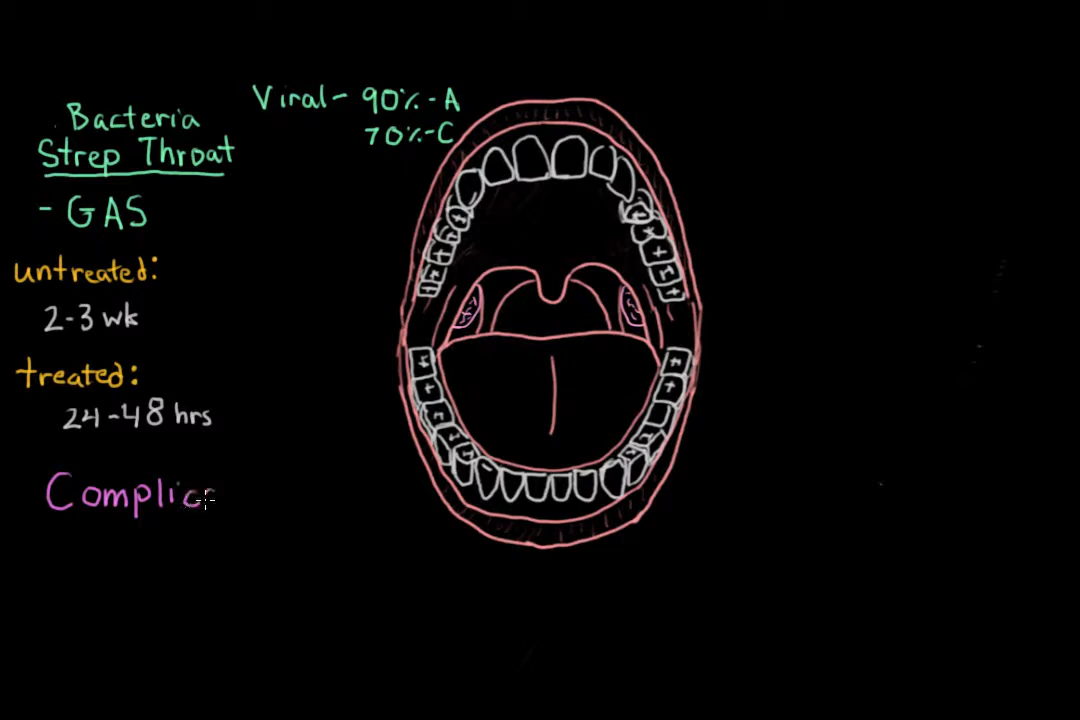 Viral - 90% - A
70% - C
Bacteria
Strep Throat
- GAS
untreated:
2-3 wk
treated:
24-48 hrs
Complic